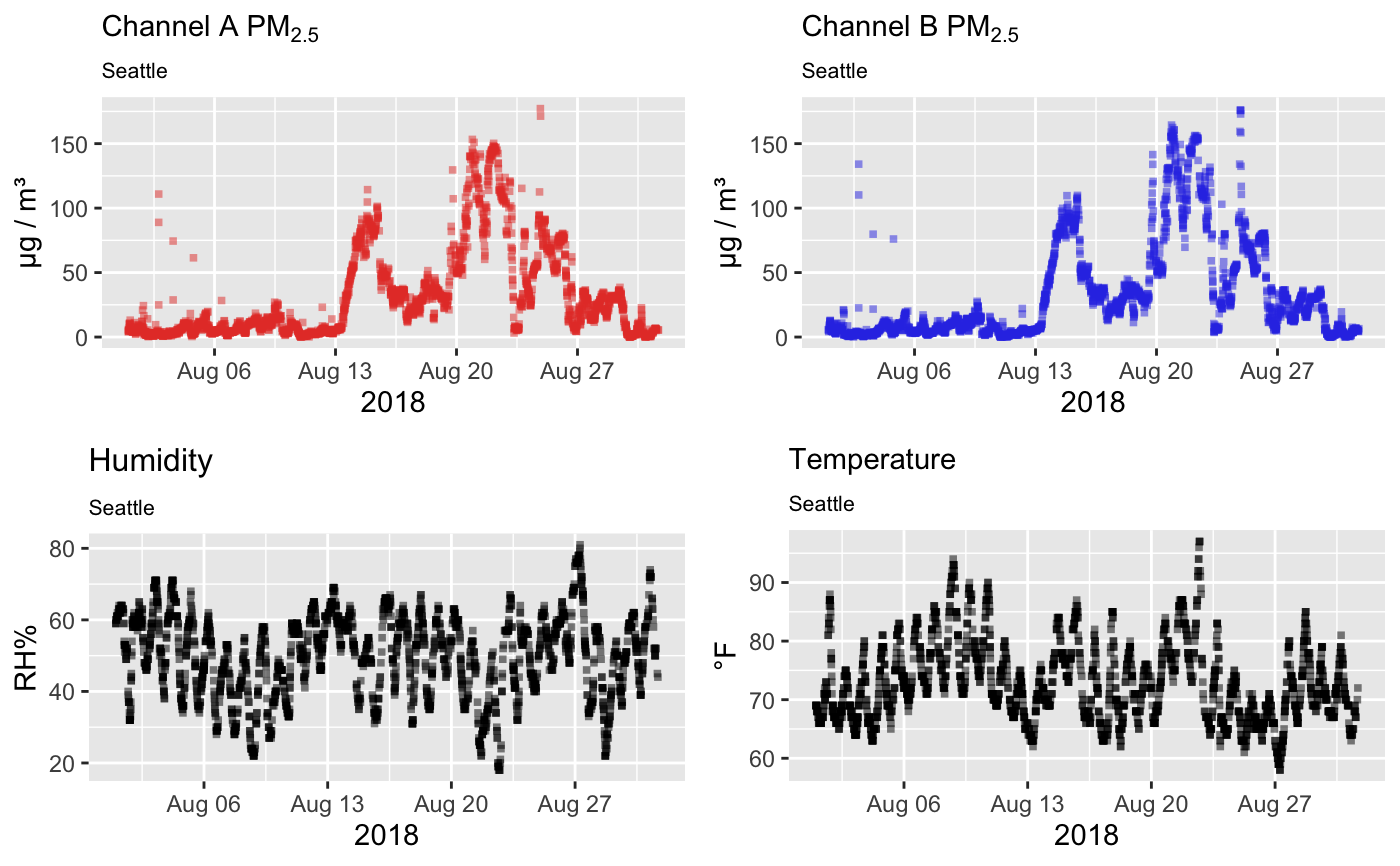 Channel A PM2.5
Seattle
µg / m³
150
100
50
0
Aug 06 Aug 13 Aug 20 Aug 27
2018
Channel B PM2.5
Seattle
µg / m³
150
100
50
0
Aug 06 Aug 13 Aug 20 Aug 27
2018
Humidity
Seattle
RH%
80
60
40
20
Aug 06 Aug 13 Aug 20 Aug 27
2018
Temperature
Seattle
°F
90
80
70
60
Aug 06 Aug 13 Aug 20 Aug 27
2018